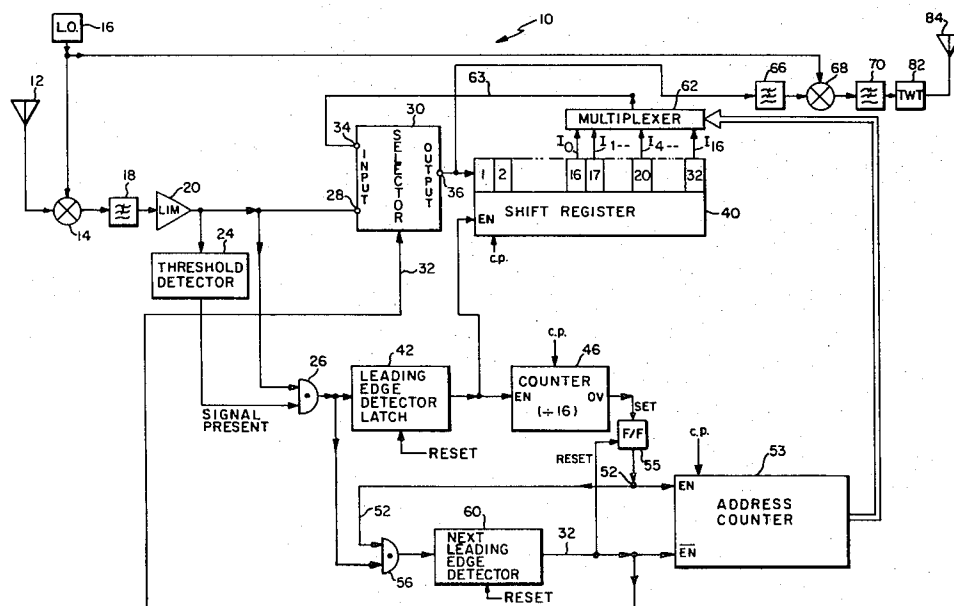 L.O.
16
10
84
12
63
62
66
68
70
82
TWT
30
MULTIPLEXER
34
INPUT
SELECTOR
OUTPUT
36
I0
I1--
I4--
I16
18
20
LIM
28
1
2
16
17
20
32
SHIFT REGISTER
EN
40
c.p.
14
24
THRESHOLD
DETECTOR
32
26
42
LEADING
EDGE
DETECTOR
LATCH
c.p.
46
COUNTER
EN
OV
(÷16)
SET
SIGNAL
PRESENT
RESET
F/F
RESET
55
c.p.
53
52
52
EN
ADDRESS
COUNTER
60
NEXT
LEADING
EDGE
DETECTOR
32
EN
56
RESET